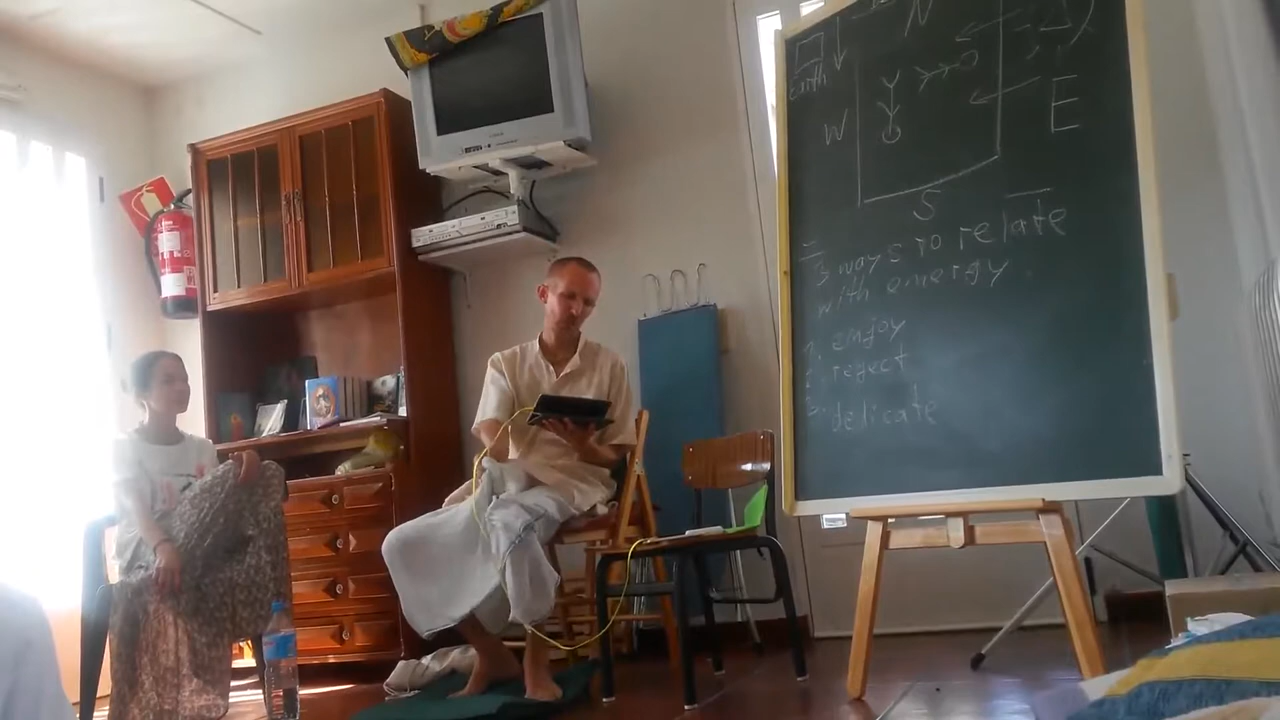 N
Earth
W
E
S
3 ways to relate
with energy
1. enjoy
2. reject
3. delicate